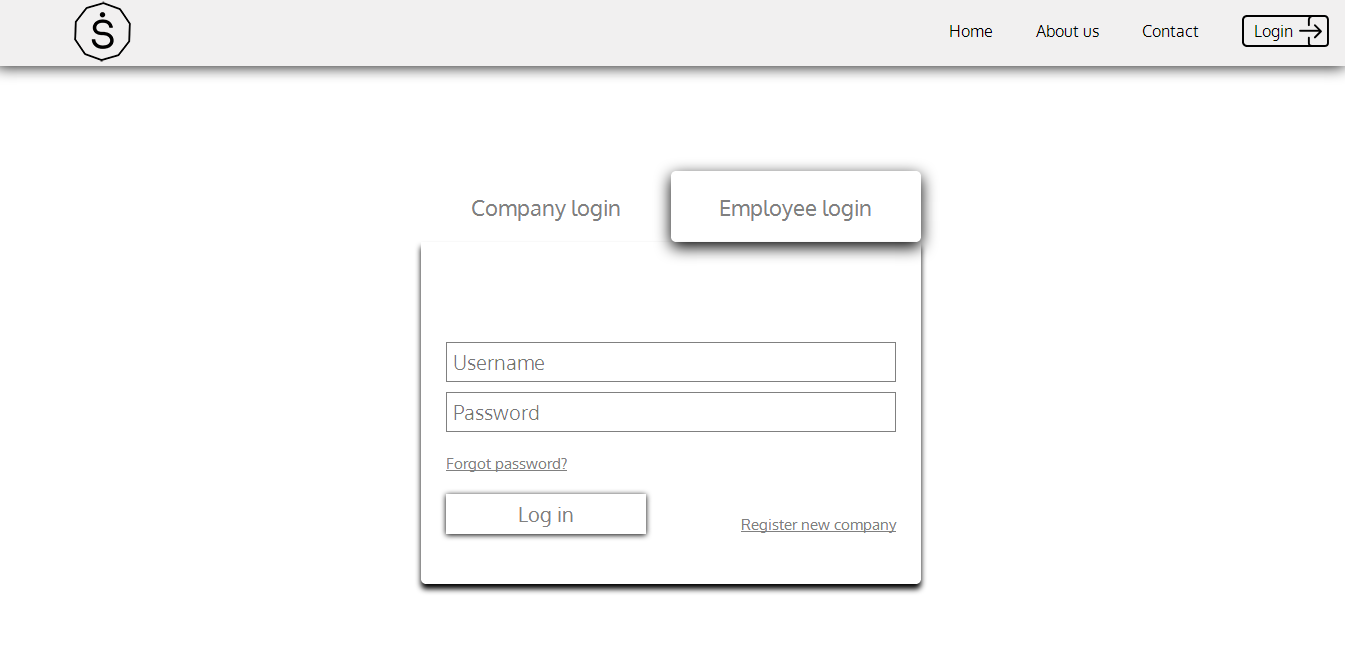 Ṡ
Home About us Contact Login
Company login Employee login
Username
Password
Forgot password?
Log in
Register new company